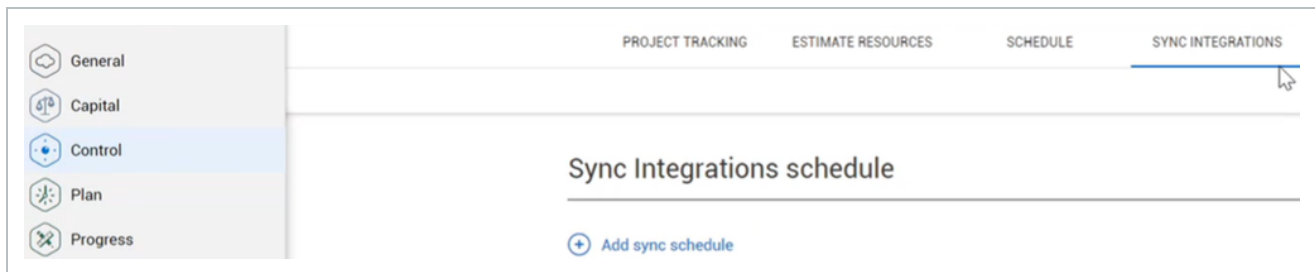 General
Capital
Control
Plan
Progress
PROJECT TRACKING ESTIMATE RESOURCES SCHEDULE SYNC INTEGRATIONS
Sync Integrations schedule
Add sync schedule